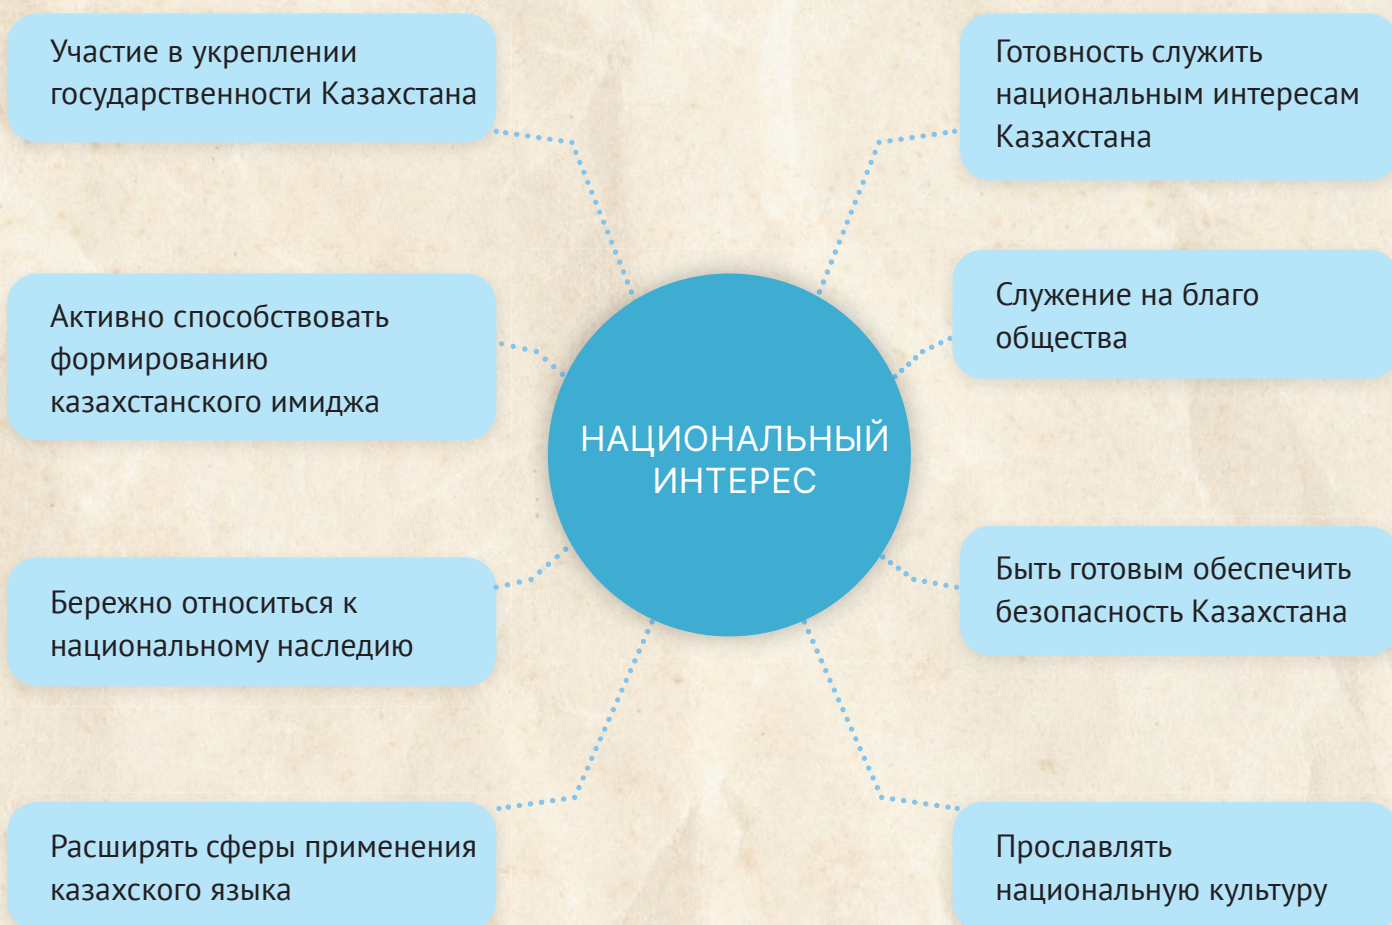 Участие в укреплении
государственности Казахстана
Активно способствовать
формированию
казахстанского имиджа
Бережно относиться к
национальному наследию
Расширять сферы применения
казахского языка
НАЦИОНАЛЬНЫЙ
ИНТЕРЕС
Готовность служить
национальным интересам
Казахстана
Служение на благо
общества
Быть готовым обеспечить
безопасность Казахстана
Прославлять
национальную культуру